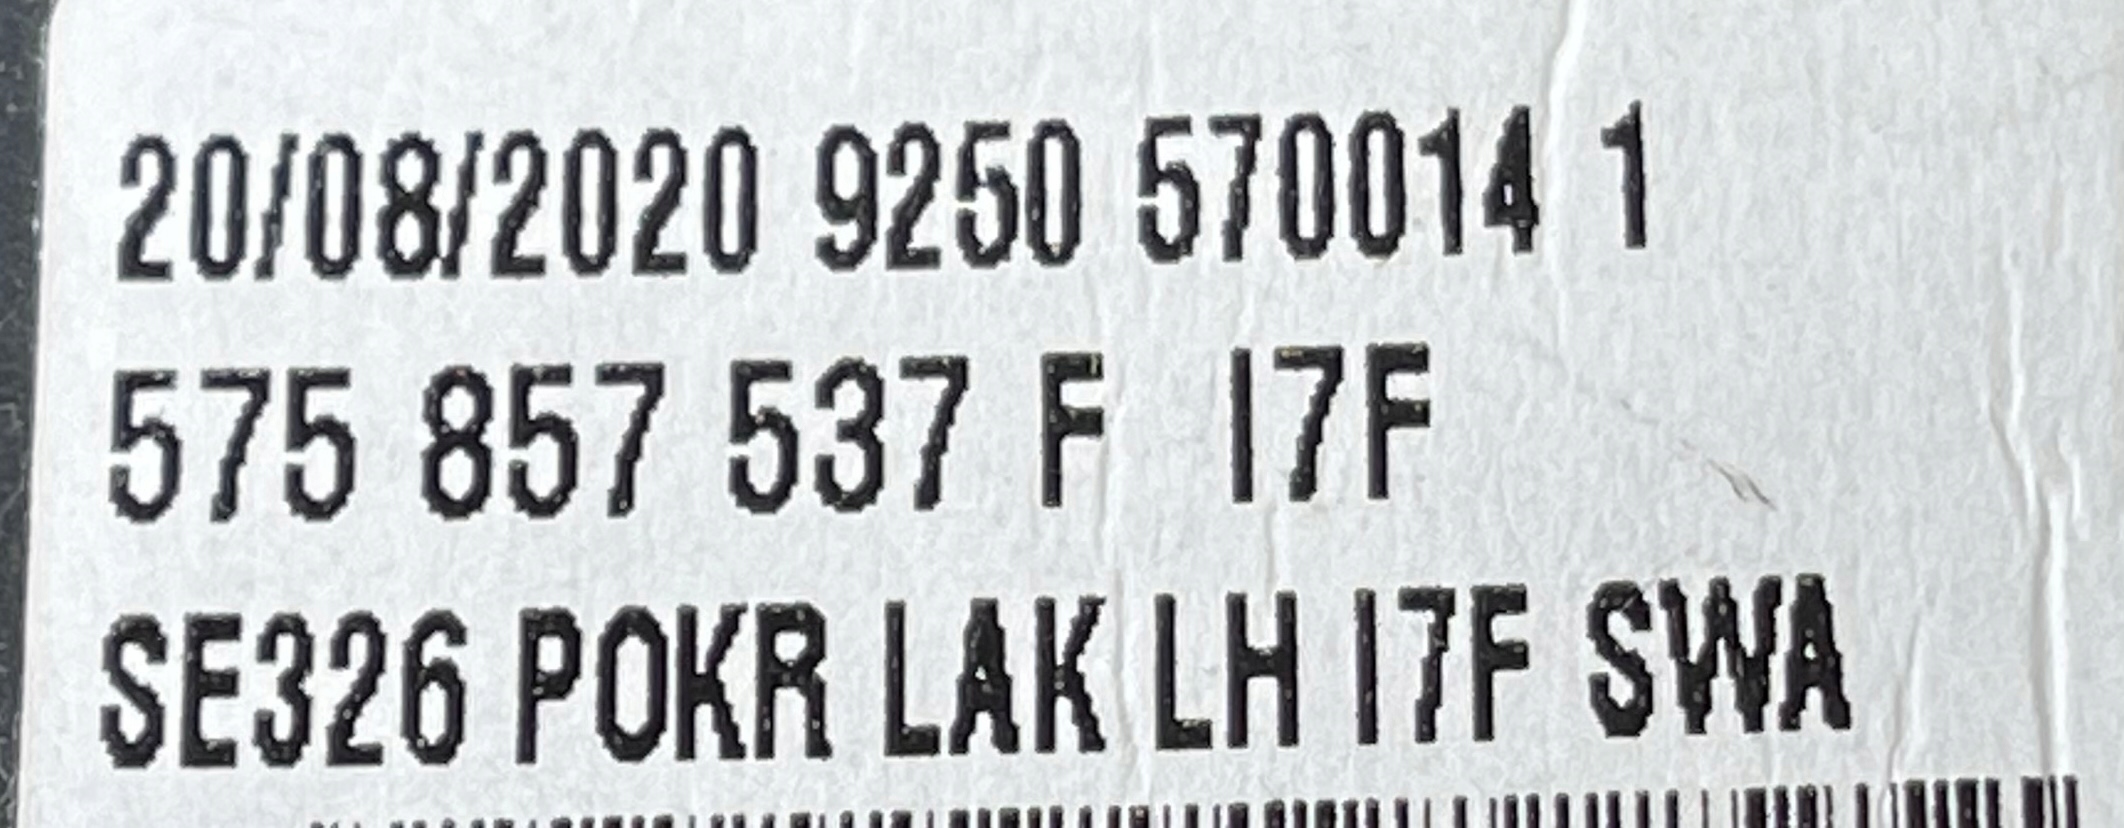 20/08/2020 9250 570014 1
575 857 537 F I7F
SE326 POKR LAK LH I7F SWA